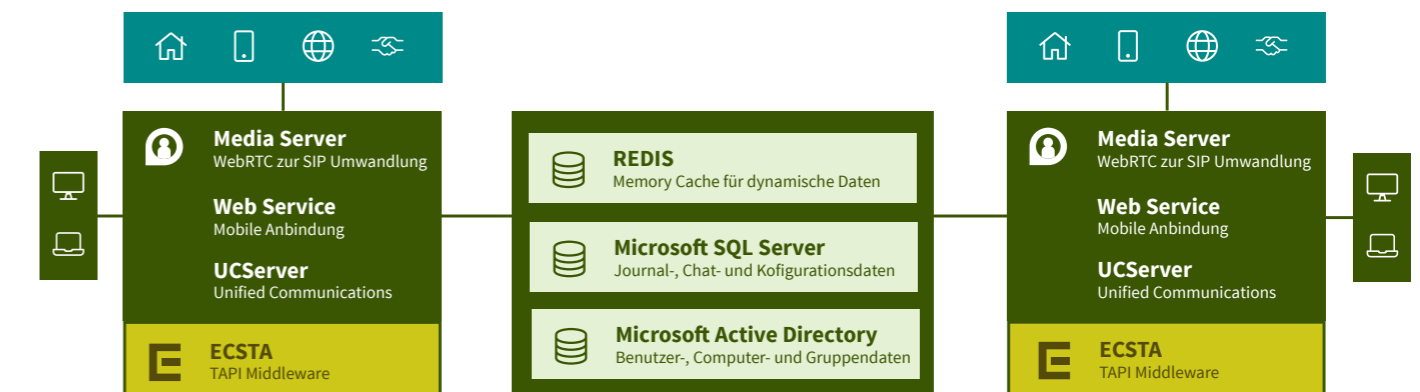 Media Server
WebRTC zur SIP Umwandlung
Web Service
Mobile Anbindung
UCServer
Unified Communications
ECSTA
TAPI Middleware
REDIS
Memory Cache für dynamische Daten
Microsoft SQL Server
Journal-, Chat- und Kofigurationsdaten
Microsoft Active Directory
Benutzer-, Computer- und Gruppendaten
Media Server
WebRTC zur SIP Umwandlung
Web Service
Mobile Anbindung
UCServer
Unified Communications
ECSTA
TAPI Middleware